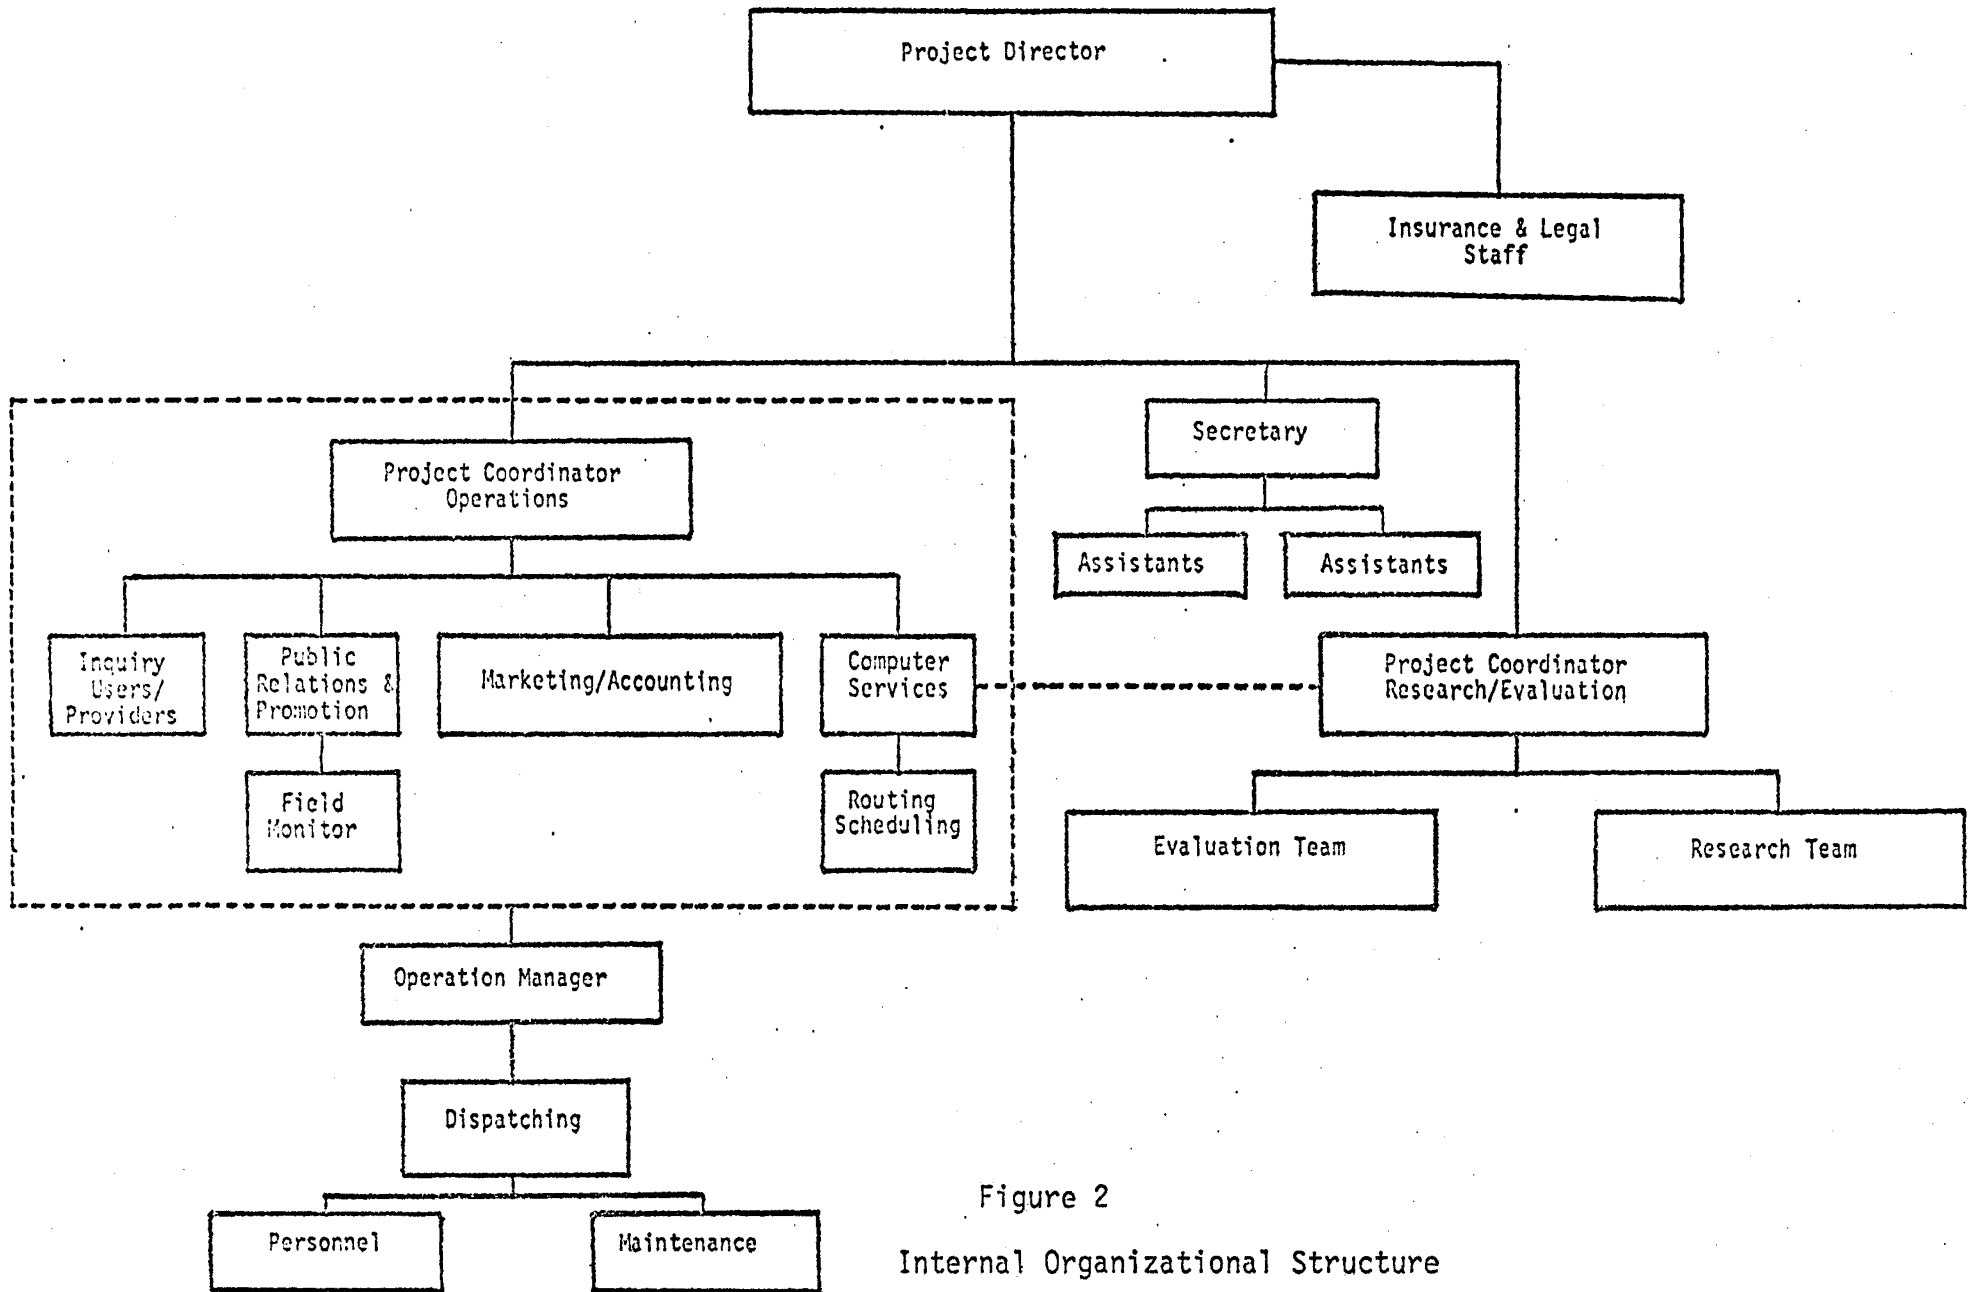 Project Director
Insurance & Legal
Staff
Project Coordinator
Operations
Secretary
Assistants
Assistants
Inquiry
Users/
Providers
Public
Relations &
Promotion
Marketing/Accounting
Computer
Services
Project Coordinator
Research/Evaluation
Field
Monitor
Routing
Scheduling
Evaluation Team
Research Team
Operation Manager
Dispatching
Personnel
Maintenance
Figure 2
Internal Organizational Structure